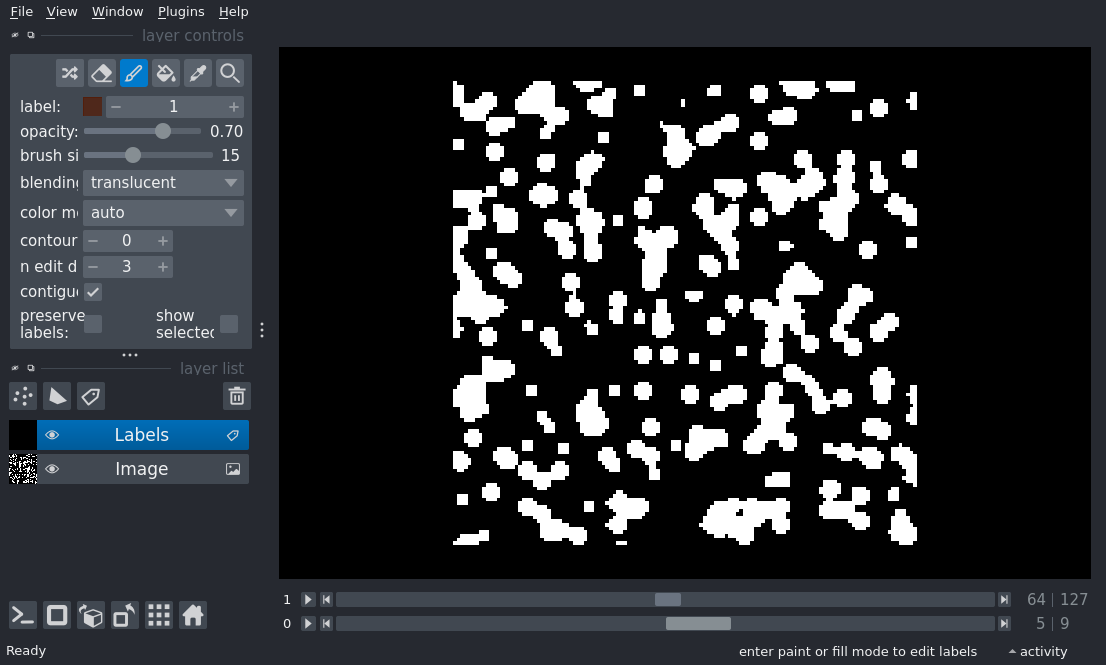 File View Window Plugins Help
layer controls
label: 1
opacity: 0.70
brush si 15
blending translucent
color m auto
contour 0
n edit d 3
contigu
preserve labels: show selected
layer list
Labels
Image
1 64 | 127
0 5 | 9
Ready enter paint or fill mode to edit labels activity